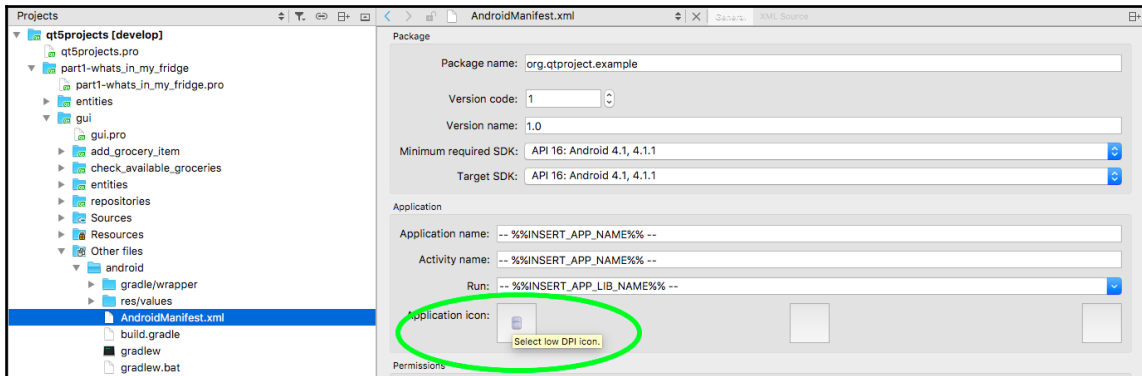 Projects
AndroidManifest.xml
General
XML Source
qt5projects [develop]
qt5projects.pro
part1-whats_in_my_fridge
part1-whats_in_my_fridge.pro
entities
gui
gui.pro
add_grocery_item
check_available_groceries
entities
repositories
Sources
Resources
Other files
android
gradle/wrapper
res/values
AndroidManifest.xml
build.gradle
gradlew
gradlew.bat
Package
Package name: org.qtproject.example
Version code: 1
Version name: 1.0
Minimum required SDK: API 16: Android 4.1, 4.1.1
Target SDK: API 16: Android 4.1, 4.1.1
Application
Application name: -- %%INSERT_APP_NAME%% --
Activity name: -- %%INSERT_APP_NAME%% --
Run: -- %%INSERT_APP_LIB_NAME%% --
Application icon:
Select low DPI icon.
Permissions